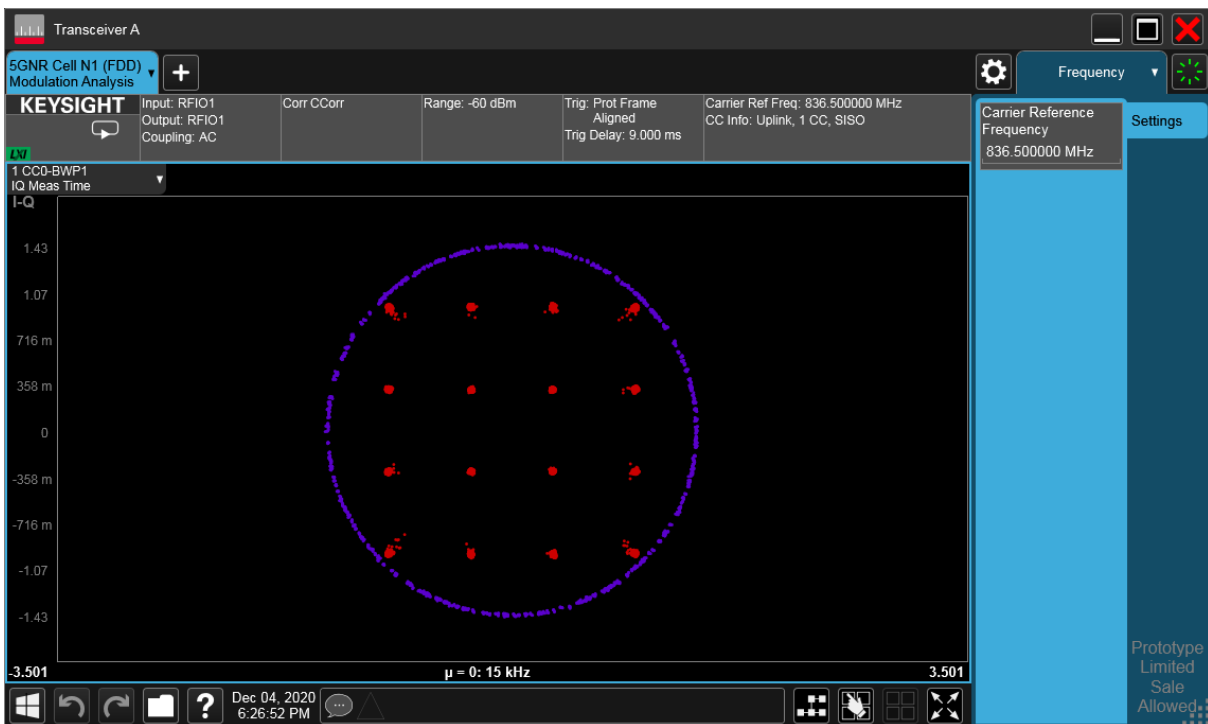 Transceiver A
5GNR Cell N1 (FDD)
Modulation Analysis
Frequency
KEYSIGHT
LXI
Input: RFIO1
Output: RFIO1
Coupling: AC
Corr CCorr
Range: -60 dBm
Trig: Prot Frame
Aligned
Trig Delay: 9.000 ms
Carrier Ref Freq: 836.500000 MHz
CC Info: Uplink, 1 CC, SISO
Carrier Reference
Frequency
836.500000 MHz
Settings
1 CC0-BWP1
IQ Meas Time
I-Q
1.43
1.07
716 m
358 m
0
-358 m
-716 m
-1.07
-1.43
-3.501
µ = 0: 15 kHz
3.501
Prototype
Limited
Sale
Allowed
?
Dec 04, 2020
6:26:52 PM